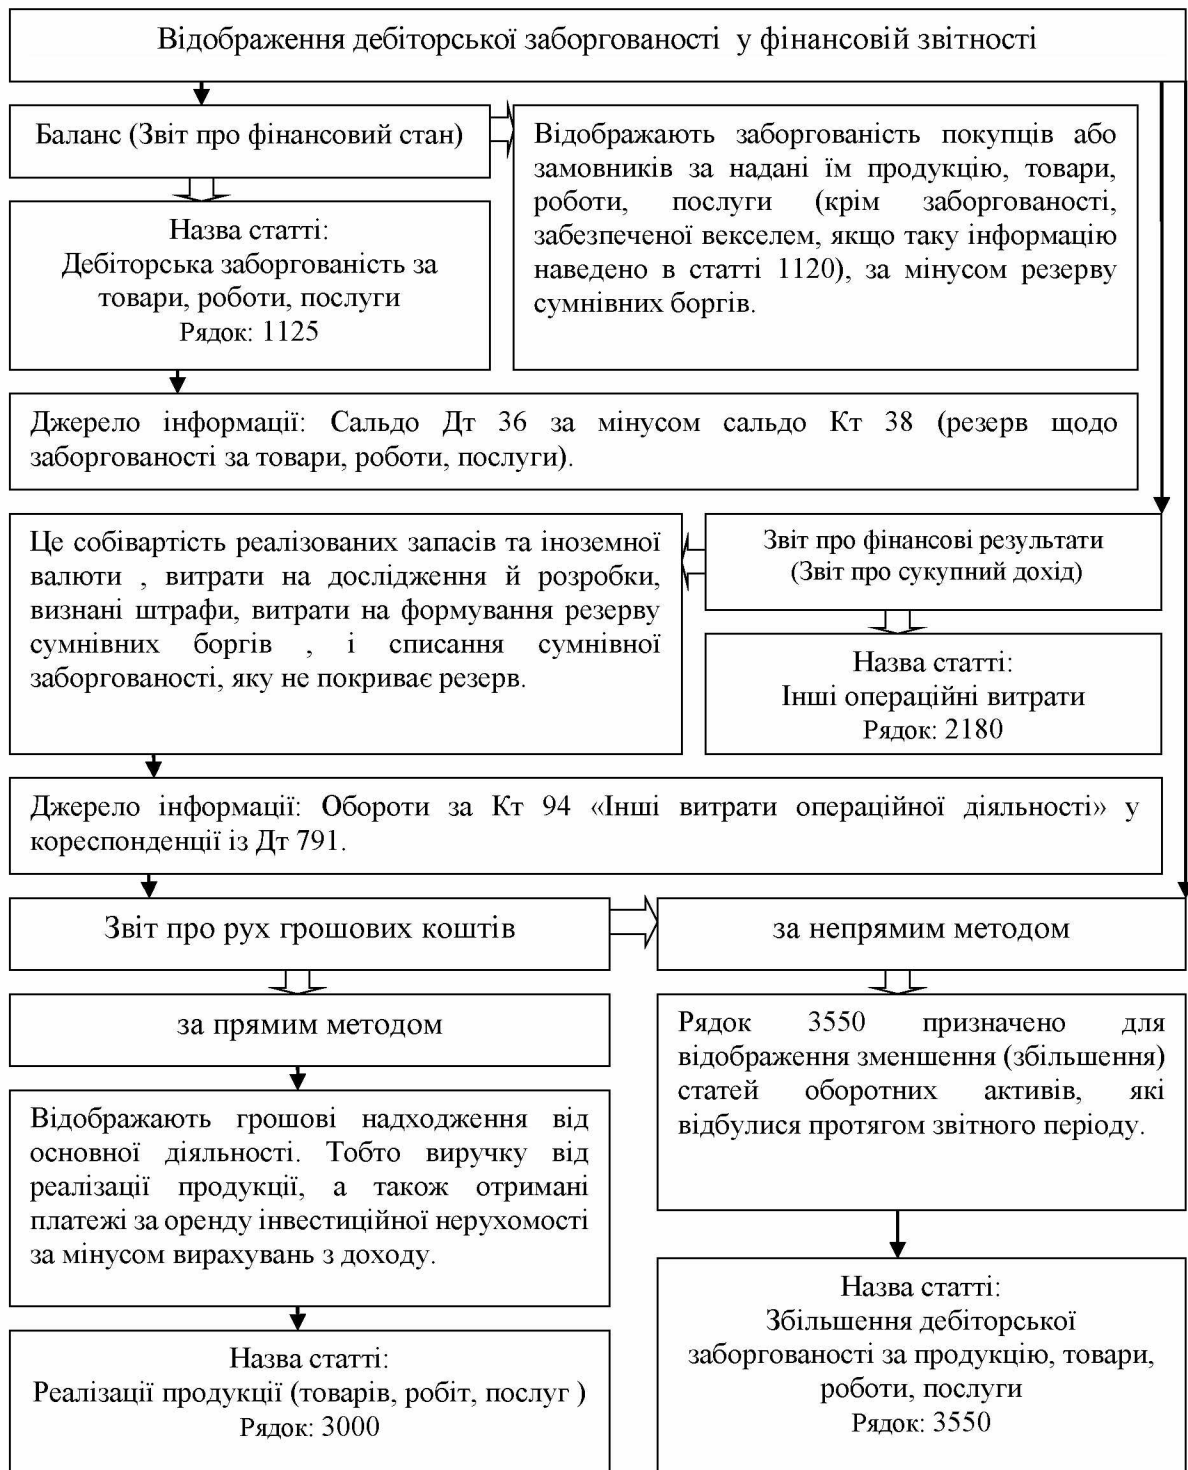 Відображення дебіторської заборгованості у фінансовій звітності
Баланс (Звіт про фінансовий стан)
Відображають заборгованість покупців або
замовників за надані їм продукцію, товари,
роботи, послуги (крім заборгованості,
забезпеченої векселем, якщо таку інформацію
наведено в статті 1120), за мінусом резерву
сумнівних боргів.
Назва статті:
Дебіторська заборгованість за
товари, роботи, послуги
Рядок: 1125
Джерело інформації: Сальдо Дт 36 за мінусом сальдо Кт 38 (резерв щодо
заборгованості за товари, роботи, послуги).
Це собівартість реалізованих запасів та іноземної
валюти , витрати на дослідження й розробки,
визнані штрафи, витрати на формування резерву
сумнівних боргів , і списання сумнівної
заборгованості, яку не покриває резерв.
Звіт про фінансові результати
(Звіт про сукупний дохід)
Назва статті:
Інші операційні витрати
Рядок: 2180
Джерело інформації: Обороти за Кт 94 «Інші витрати операційної діяльності» у
кореспонденції із Дт 791.
Звіт про рух грошових коштів
за непрямим методом
за прямим методом
Рядок 3550 призначено для
відображення зменшення (збільшення)
статей оборотних активів, які
відбулися протягом звітного періоду.
Відображають грошові надходження від
основної діяльності. Тобто виручку від
реалізації продукції, а також отримані
платежі за оренду інвестиційної нерухомості
за мінусом вирахувань з доходу.
Назва статті:
Збільшення дебіторської
заборгованості за продукцію, товари,
роботи, послуги
Рядок: 3550
Назва статті:
Реалізації продукції (товарів, робіт, послуг )
Рядок: 3000